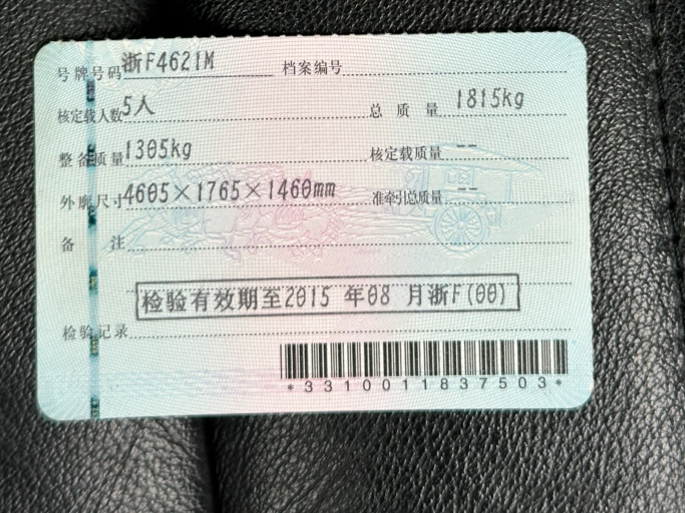 号牌号码 浙F4621M 档案编号
核定载人数 5人 总质量 1815kg
整备质量 1305kg 核定载质量 --
外廓尺寸 4605×1765×1460mm 准牵引总质量 --
备注
检验有效期至2015 年08 月浙F(00)
检验记录
*3310011837503*